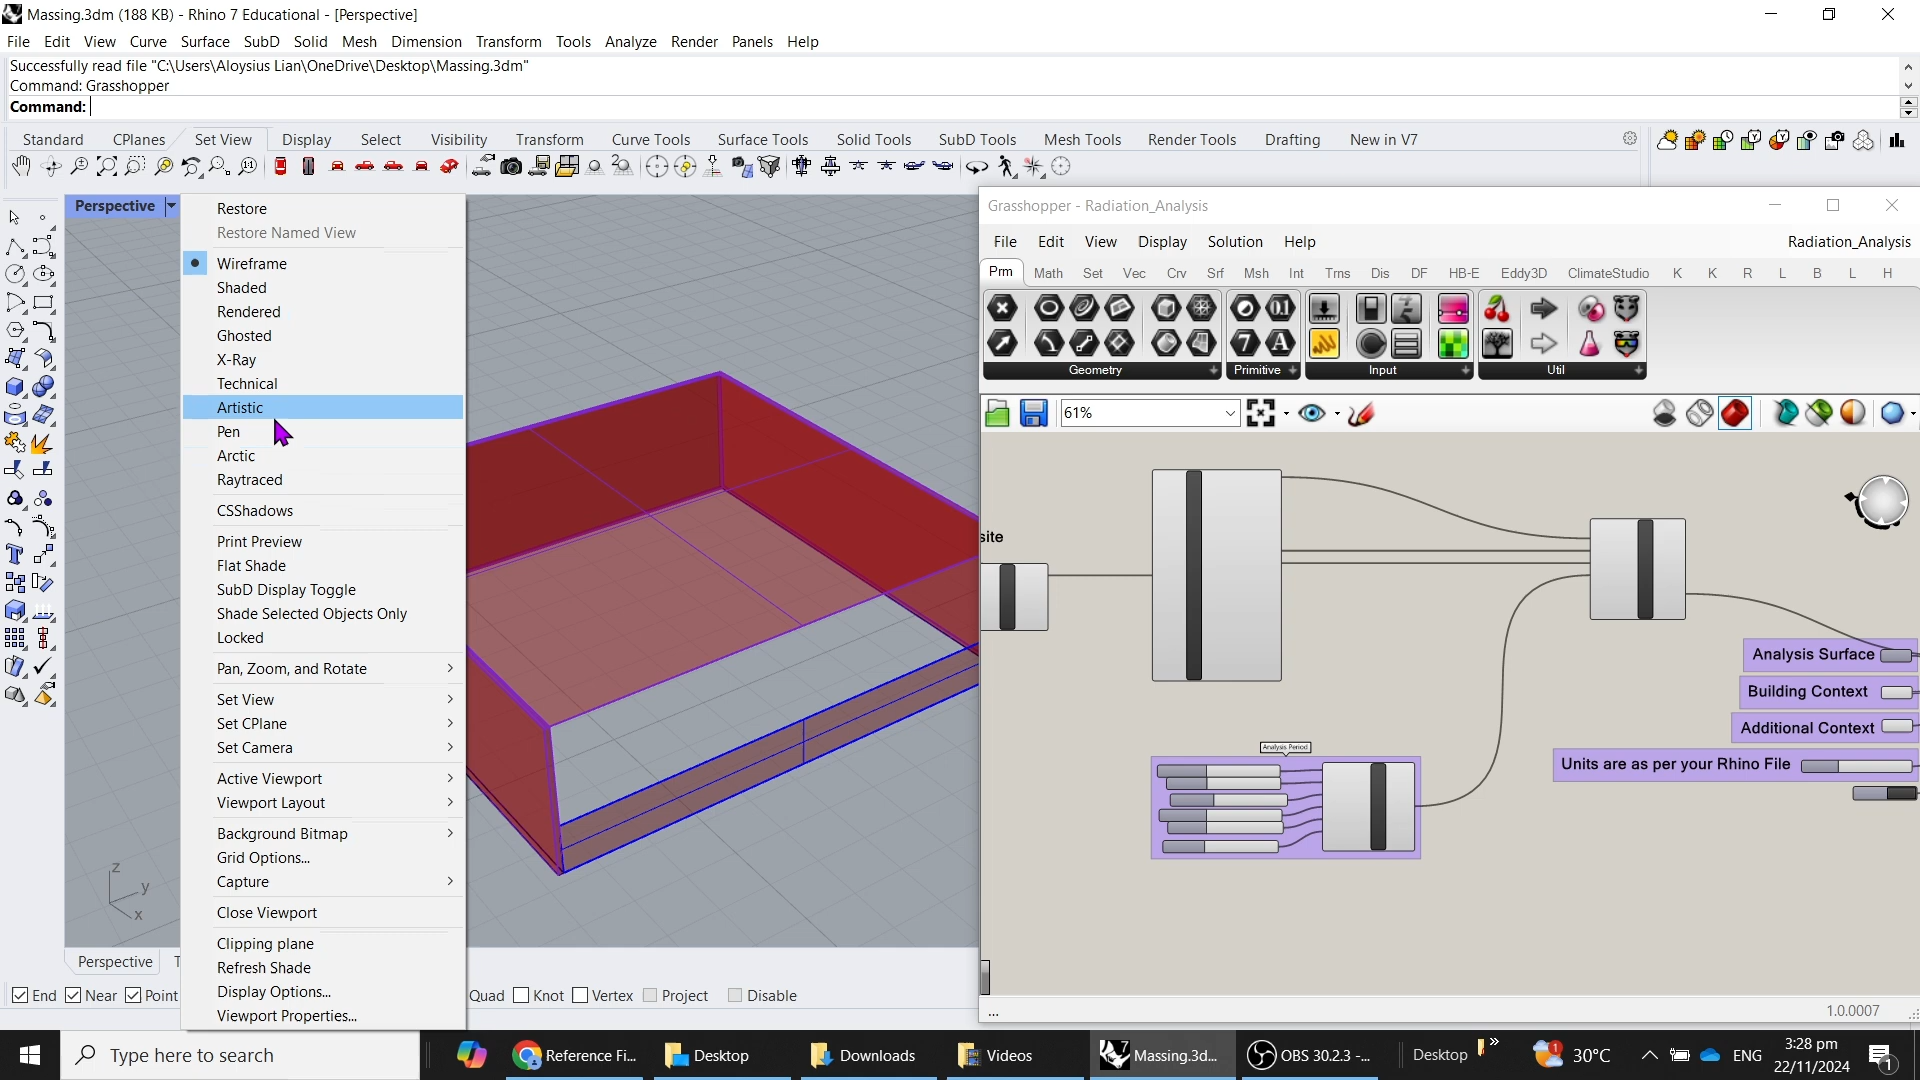 Massing.3dm (188 KB) - Rhino 7 Educational - [Perspective]
File Edit View Curve Surface SubD Solid Mesh Dimension Transform Tools Analyze Render Panels Help
Successfully read file "C:\Users\Aloysius Lian\OneDrive\Desktop\Massing.3dm"
Command: Grasshopper
Command:
Standard CPlanes Set View Display Select Visibility Transform Curve Tools Surface Tools Solid Tools SubD Tools Mesh Tools Render Tools Drafting New in V7
Perspective
Restore
Restore Named View
Wireframe
Shaded
Rendered
Ghosted
X-Ray
Technical
Artistic
Pen
Arctic
Raytraced
CSShadows
Print Preview
Flat Shade
SubD Display Toggle
Shade Selected Objects Only
Locked
Pan, Zoom, and Rotate
Set View
Set CPlane
Set Camera
Active Viewport
Viewport Layout
Background Bitmap
Grid Options...
Capture
Close Viewport
Clipping plane
Refresh Shade
Display Options...
Viewport Properties...
z
y
x
Perspective T
End Near Point Quad Knot Vertex Project Disable
Grasshopper - Radiation_Analysis
File Edit View Display Solution Help Radiation_Analysis
Prm Math Set Vec Crv Srf Msh Int Trns Dis DF HB-E Eddy3D ClimateStudio K K R L B L H
Geometry Primitive Input Util
61%
site
Analysis Surface
Building Context
Additional Context
Units are as per your Rhino File
Analysis Period
... 1.0.0007
Type here to search
Reference Fi...
Desktop
Downloads
Videos
Massing.3d...
OBS 30.2.3 -...
Desktop
30°C
ENG
3:28 pm
22/11/2024
1